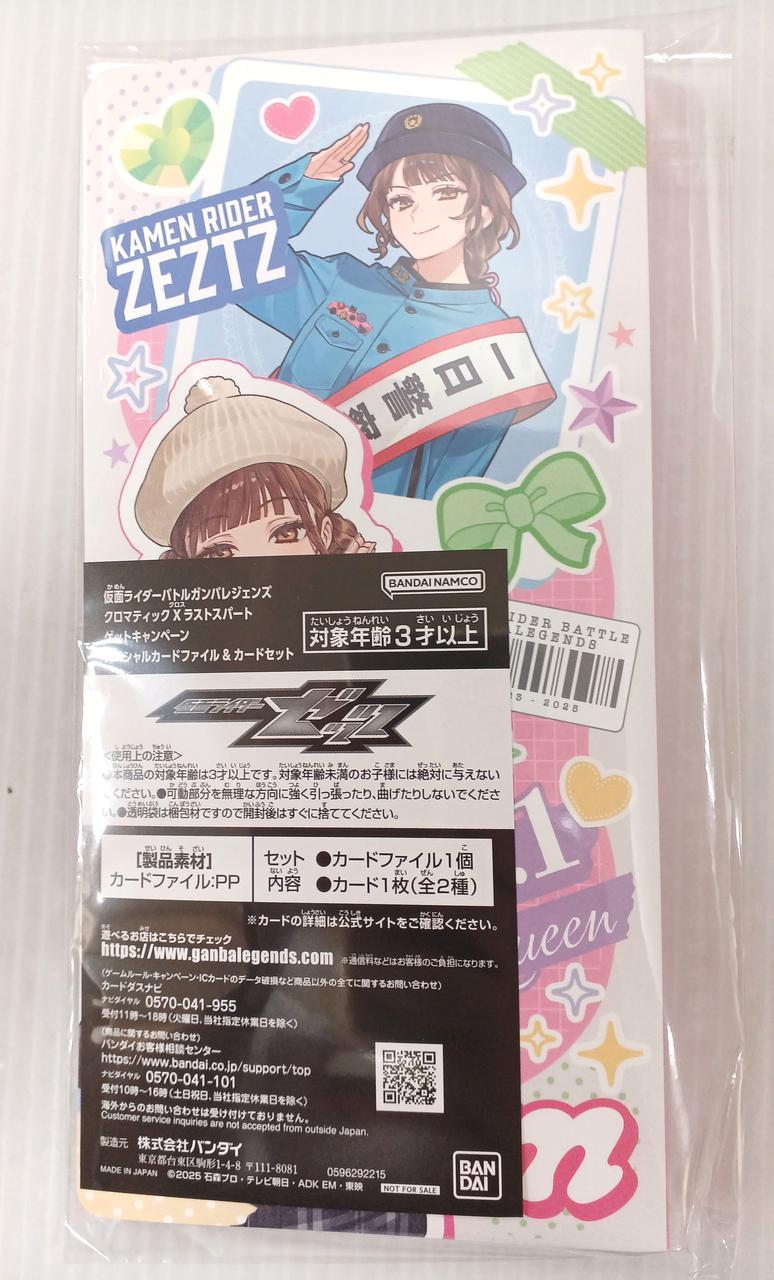 KAMEN RIDER
ZEZTZ
一日警察
BANDAI NAMCO
仮面ライダーバトルガンバレジェンズ
クロマティックXラストスパート
ゲットキャンペーン
スペシャルカードファイル&カードセット
対象年齢3才以上
RIDER BATTLE
LEGENDS
23 - 2025
仮面ライダーゼッツ
<使用上の注意>
●本商品の対象年齢は3才以上です。対象年齢未満のお子様には絶対に与えない
でください。●可動部分を無理な方向に強く引っ張ったり、曲げたりしないでくださ
い。●透明袋は梱包材ですので開封後はすぐに捨ててください。
[製品素材]
カードファイル:PP
セット内容
●カードファイル1個
●カード1枚(全2種)
※カードの詳細は公式サイトをご確認ください。
.1
ueen
遊べるお店はこちらでチェック
https://www.ganbalegends.com ※通信料などはお客様のご負担になります。
(ゲームルール・キャンペーン・ICカードのデータ破損など商品以外の全てに関するお問い合わせ)
カードダスナビ
ナビダイヤル 0570-041-955
受付11時~18時(火曜日、当社指定休業日を除く)
(商品に関するお問い合わせ)
バンダイお客様相談センター
https://www.bandai.co.jp/support/top
ナビダイヤル 0570-041-101
受付10時~16時(土日祝日、当社指定休業日を除く)
海外からのお問い合わせは受け付けておりません。
Customer service inquiries are not accepted from outside Japan.
製造元 株式会社バンダイ
東京都台東区駒形1-4-8 〒111-8081 0596292215
MADE IN JAPAN ©2025 石森プロ・テレビ朝日・ADK EM・東映 NOT FOR SALE
BAN
DAI
n